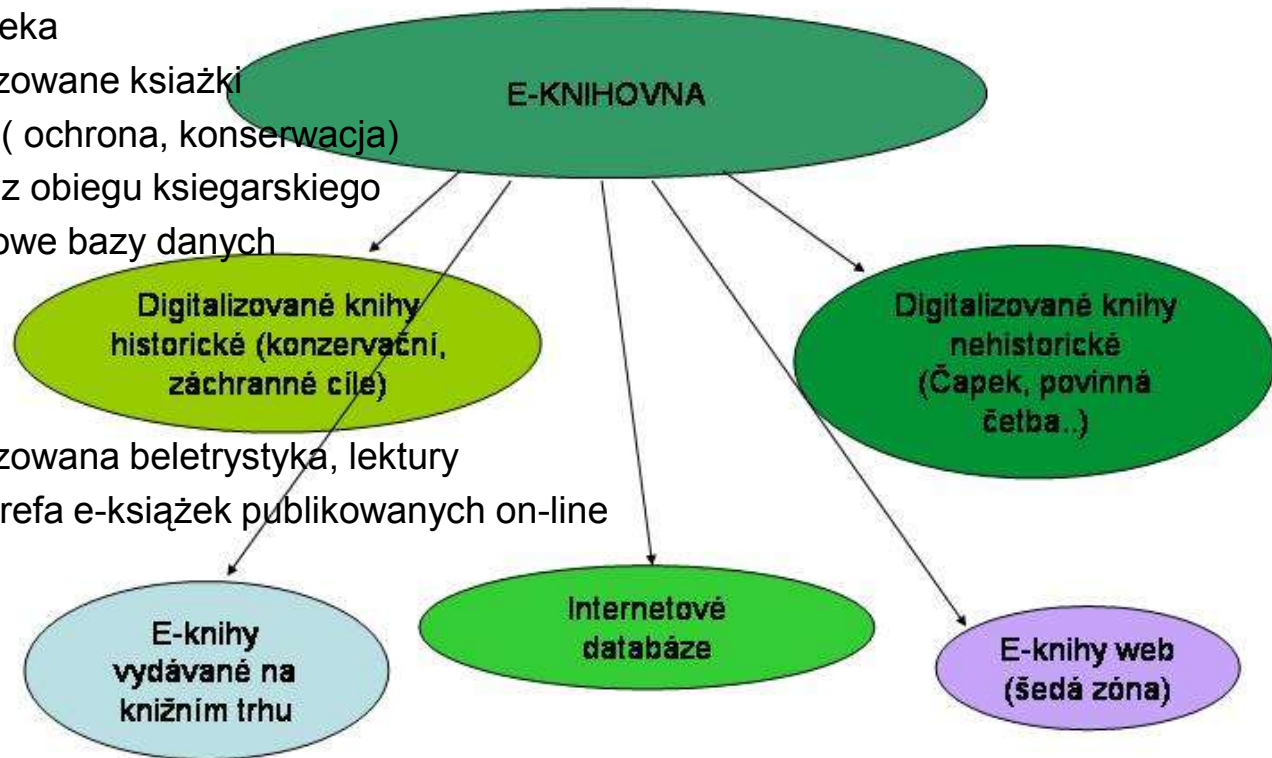 eka
zowane ksiażki
( ochrona, konserwacja)
z obiegu ksiegarskiego
owe bazy danych
zowana beletrystyka, lektury
refa e-książek publikowanych on-line
E-KNIHOVNA
Digitalizované knihy
historické (konzervační,
záchranné cíle)
Digitalizované knihy
nehistorické
(Čapek, povinná
četba..)
E-knihy
vydávané na
knižním trhu
Internetové
databáze
E-knihy web
(šedá zóna)